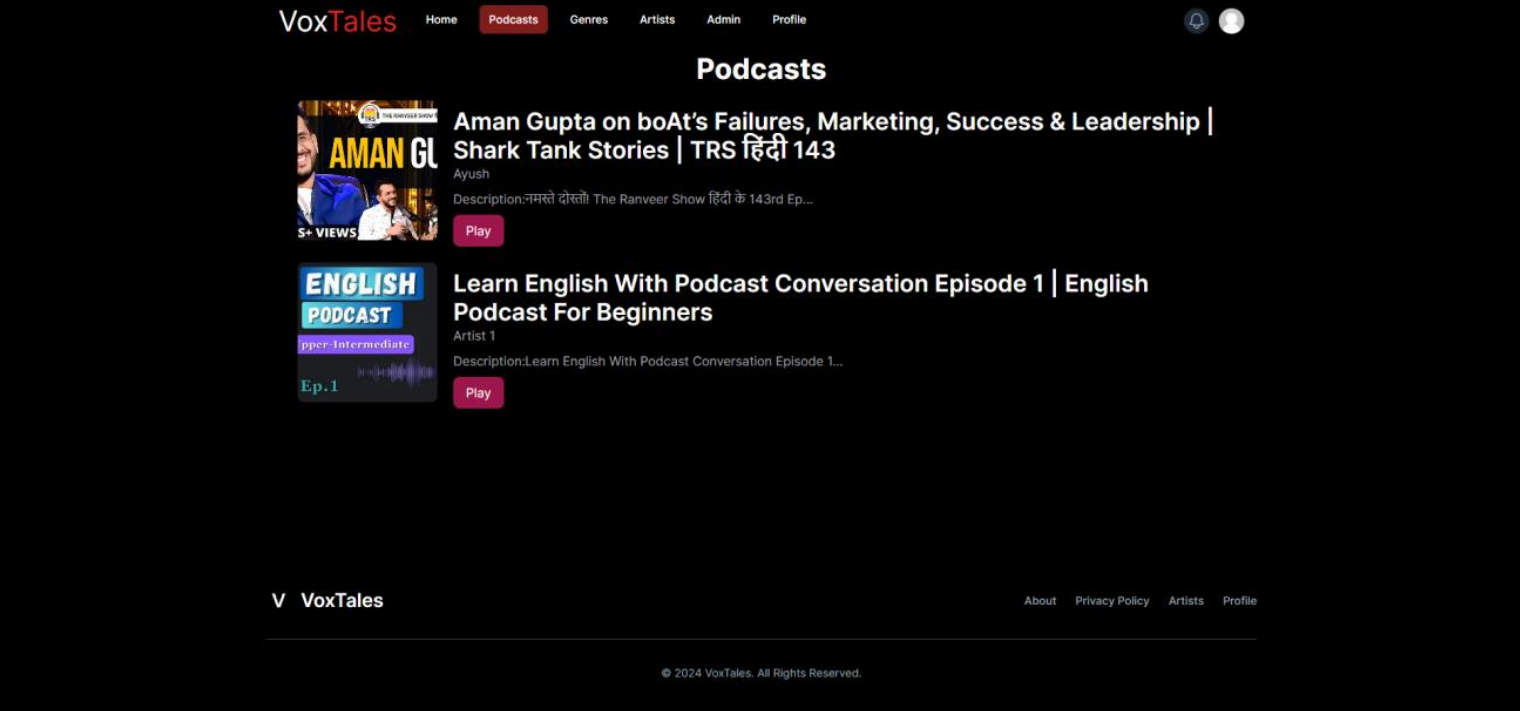 VoxTales Home Podcasts Genres Artists Admin Profile
Podcasts
THE RANVEER SHOW
TRS
AMAN GU
S+ VIEWS
Aman Gupta on boAt’s Failures, Marketing, Success & Leadership |
Shark Tank Stories | TRS हिंदी 143
Ayush
Description:नमस्ते दोस्तों! The Ranveer Show हिंदी के 143rd Ep...
Play
ENGLISH
PODCAST
pper-Intermediate
Ep.1
Learn English With Podcast Conversation Episode 1 | English
Podcast For Beginners
Artist 1
Description:Learn English With Podcast Conversation Episode 1...
Play
V VoxTales
About Privacy Policy Artists Profile
© 2024 VoxTales. All Rights Reserved.